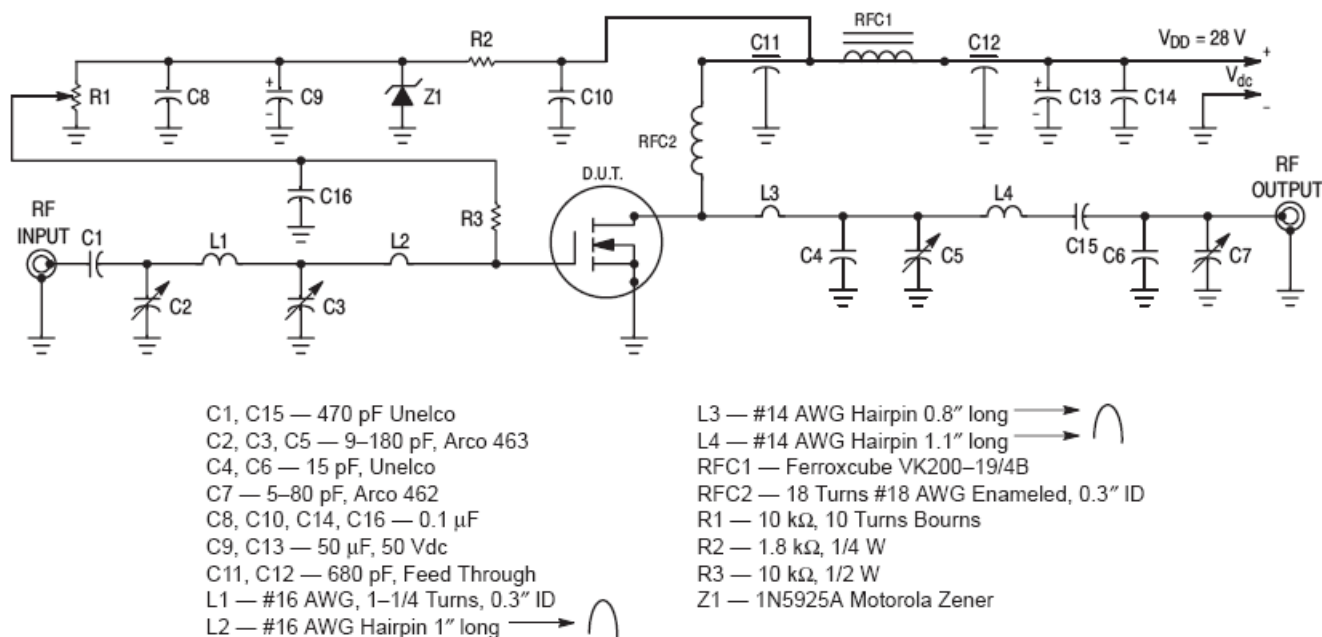 RFC1
R2
C11
C12
V_DD = 28 V
+
R1
C8
+
C9
−
Z1
C10
RFC2
+
C13
−
C14
V_dc
−
C16
R3
D.U.T.
L3
L4
RF
OUTPUT
RF
INPUT
C1
L1
L2
C2
C3
C4
C5
C15
C6
C7
C1, C15 — 470 pF Unelco
C2, C3, C5 — 9–180 pF, Arco 463
C4, C6 — 15 pF, Unelco
C7 — 5–80 pF, Arco 462
C8, C10, C14, C16 — 0.1 μF
C9, C13 — 50 μF, 50 Vdc
C11, C12 — 680 pF, Feed Through
L1 — #16 AWG, 1–1/4 Turns, 0.3″ ID
L2 — #16 AWG Hairpin 1″ long
L3 — #14 AWG Hairpin 0.8″ long
L4 — #14 AWG Hairpin 1.1″ long
RFC1 — Ferroxcube VK200–19/4B
RFC2 — 18 Turns #18 AWG Enameled, 0.3″ ID
R1 — 10 kΩ, 10 Turns Bourns
R2 — 1.8 kΩ, 1/4 W
R3 — 10 kΩ, 1/2 W
Z1 — 1N5925A Motorola Zener